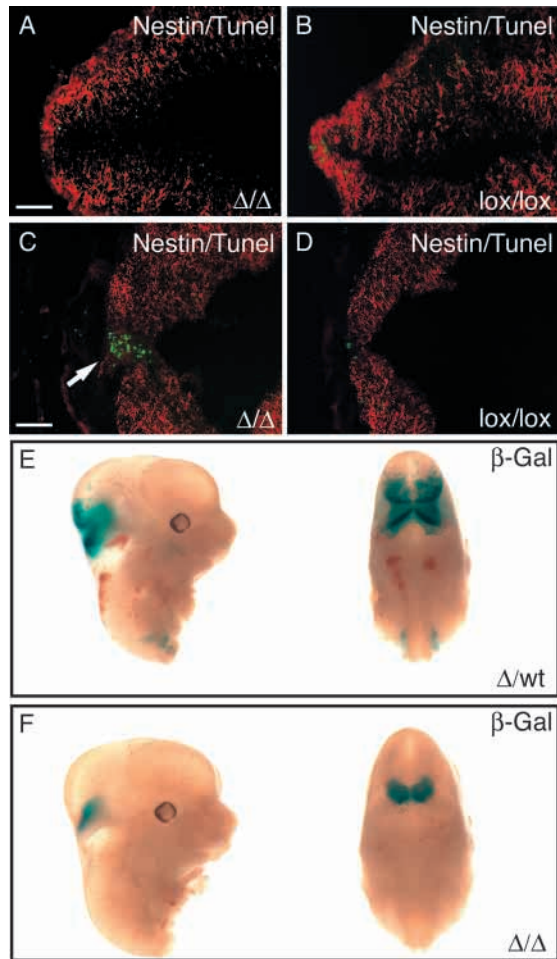 A Nestin/Tunel
Δ/Δ
B Nestin/Tunel
lox/lox
C Nestin/Tunel
Δ/Δ
D Nestin/Tunel
lox/lox
E β-Gal
Δ/wt
F β-Gal
Δ/Δ